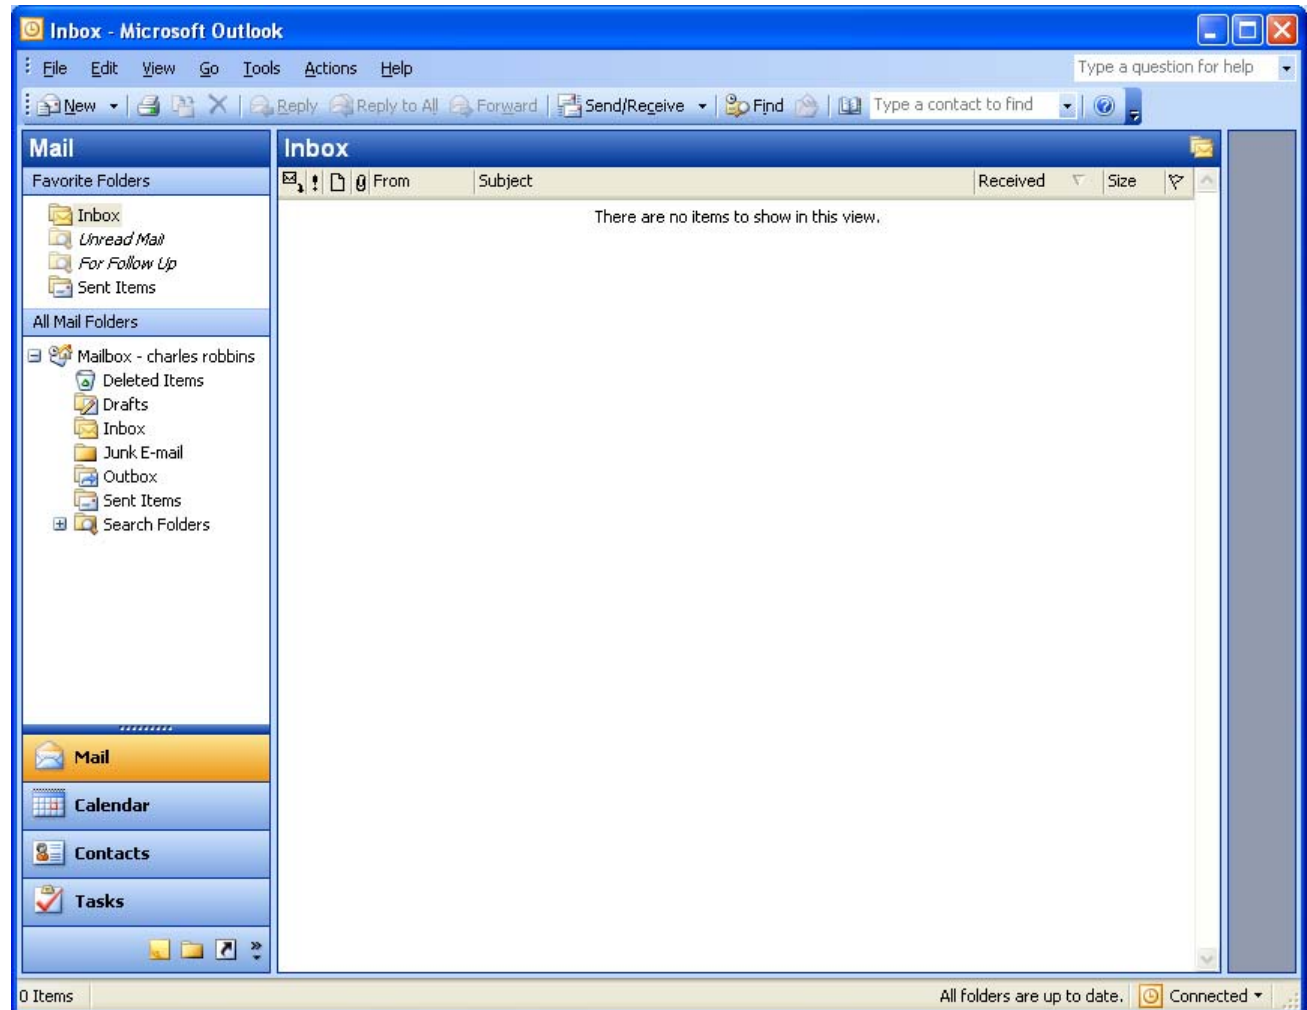 Inbox - Microsoft Outlook
File Edit View Go Tools Actions Help Type a question for help
New Reply Reply to All Forward Send/Receive Find Type a contact to find
Mail
Favorite Folders
Inbox
Unread Mail
For Follow Up
Sent Items
All Mail Folders
Mailbox - charles robbins
Deleted Items
Drafts
Inbox
Junk E-mail
Outbox
Sent Items
Search Folders
Mail
Calendar
Contacts
Tasks
Inbox
From Subject Received Size
There are no items to show in this view.
0 Items All folders are up to date. Connected